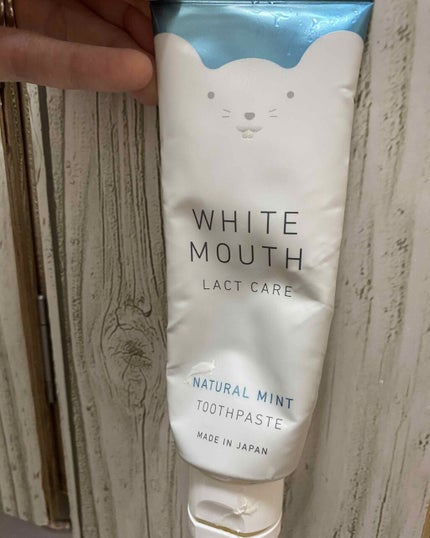 WHITE
MOUTH
LACT CARE
NATURAL MINT
TOOTHPASTE
MADE IN JAPAN